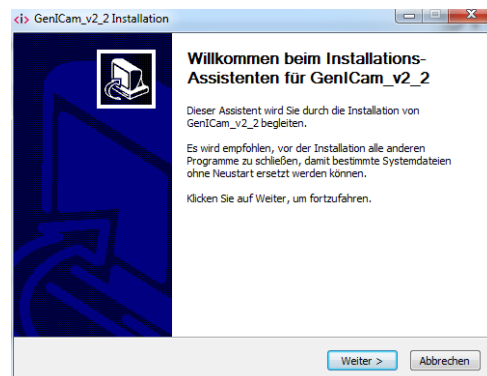 <i> GenICam_v2_2 Installation
Willkommen beim Installations-
Assistenten für GenICam_v2_2
Dieser Assistent wird Sie durch die Installation von
GenICam_v2_2 begleiten.
Es wird empfohlen, vor der Installation alle anderen
Programme zu schließen, damit bestimmte Systemdateien
ohne Neustart ersetzt werden können.
Klicken Sie auf Weiter, um fortzufahren.
Weiter >
Abbrechen